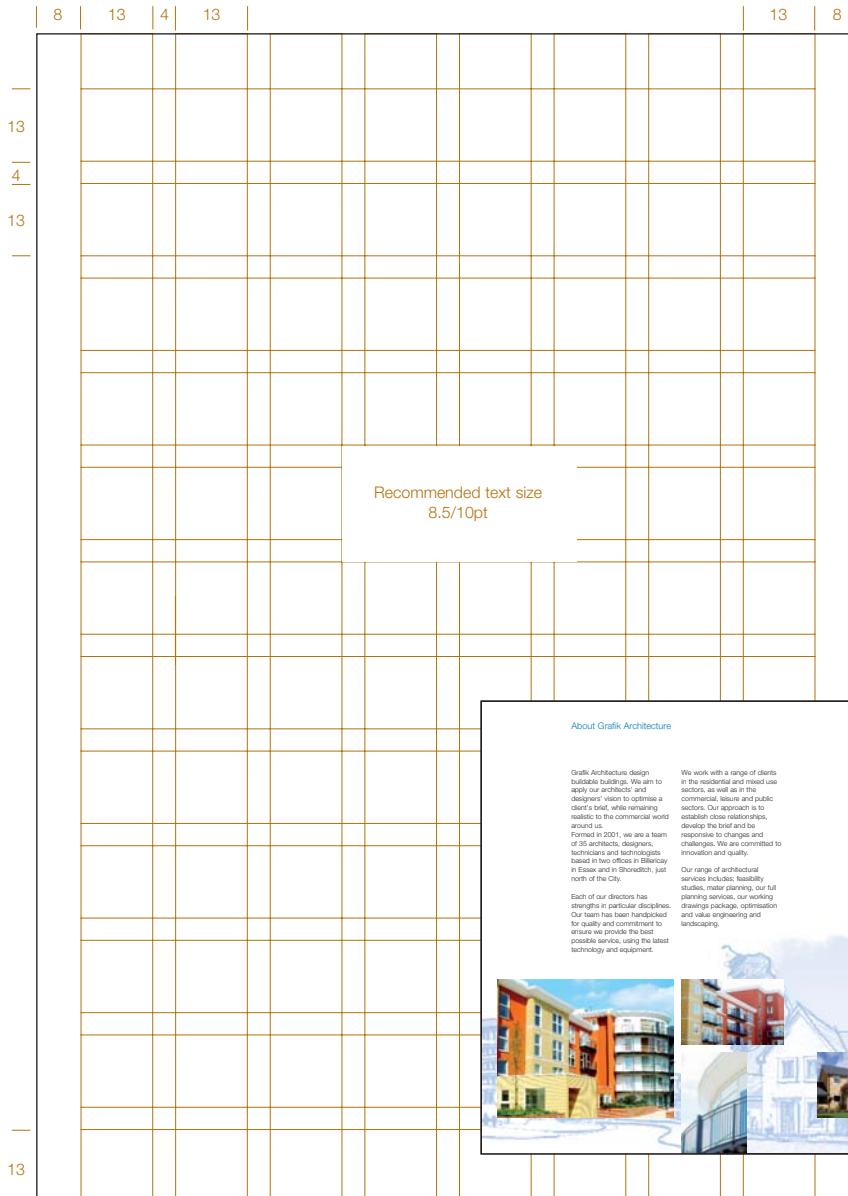 8
13
4
13
13
8
13
4
13
Recommended text size
8.5/10pt
About Grafik Architecture
Grafik Architecture design
buildable buildings. We aim to
apply our architects' and
designers' vision to optimise a
client's brief, while remaining
realistic to the commercial world
around us.
Formed in 2001, we are a team
of 35 architects, designers,
technicians and technologists
based in two offices in Billericay
in Essex and in Shoreditch, just
north of the City.
Each of our directors has
strengths in particular disciplines.
Our team has been handpicked
for quality and commitment to
ensure we provide the best
possible service, using the latest
technology and equipment.
We work with a range of clients
in the residential and mixed use
sectors, as well as in the
commercial, leisure and public
sectors. Our approach is to
establish close relationships,
develop the brief and be
responsive to changes and
challenges. We are committed to
innovation and quality.
Our range of architectural
services includes; feasibility
studies, mater planning, our full
planning services, our working
drawings package, optimisation
and value engineering and
landscaping.
13